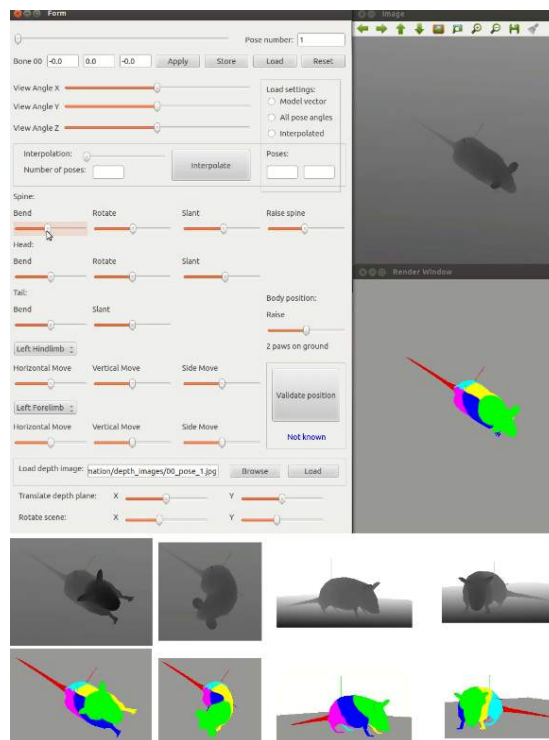 Form
Pose number: 1
Bone 00 -0.0 0.0 -0.0 Apply Store Load Reset
View Angle X
View Angle Y
View Angle Z
Load settings:
Model vector
All pose angles
Interpolated
Interpolation:
Number of poses:
Interpolate
Poses:
Spine:
Bend Rotate Slant Raise spine
Head:
Bend Rotate Slant
Tail:
Bend Slant
Body position:
Raise
2 paws on ground
Left Hindlimb
Horizontal Move Vertical Move Side Move
Left Forelimb
Horizontal Move Vertical Move Side Move
Validate position
Not known
Load depth image: nation/depth_images/00_pose_1.jpg Browse Load
Translate depth plane: X Y
Rotate scene: X Y
Image
Render Window